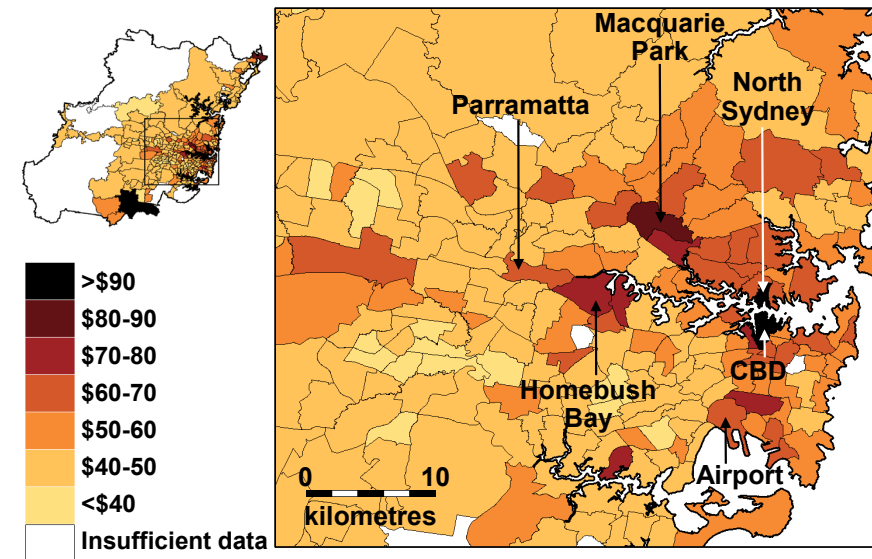 Macquarie
Park
North
Sydney
Parramatta
>$90
$80-90
$70-80
$60-70
$50-60
$40-50
<$40
Insufficient data
CBD
Homebush
Bay
Airport
0 10
kilometres